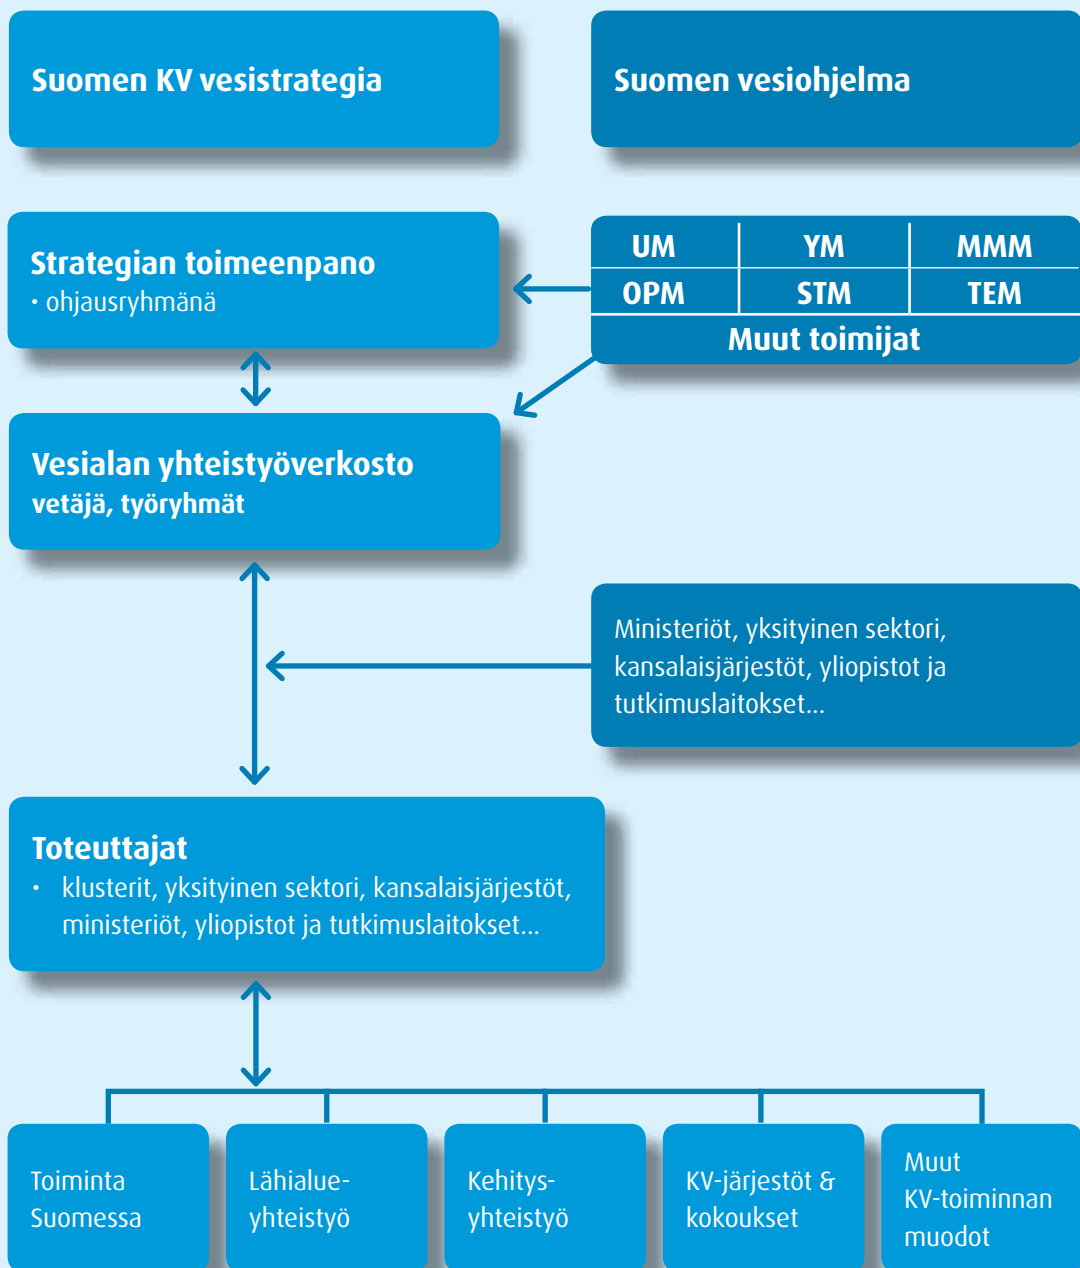 Suomen KV vesistrategia
Suomen vesiohjelma
Strategian toimeenpano
• ohjausryhmänä
UM YM MMM
OPM STM TEM
Muut toimijat
Vesialan yhteistyöverkosto
vetäjä, työryhmät
Ministeriöt, yksityinen sektori,
kansalaisjärjestöt, yliopistot ja
tutkimuslaitokset...
Toteuttajat
• klusterit, yksityinen sektori, kansalaisjärjestöt,
ministeriöt, yliopistot ja tutkimuslaitokset...
Toiminta
Suomessa
Lähialue-
yhteistyö
Kehitys-
yhteistyö
KV-järjestöt &
kokoukset
Muut
KV-toiminnan
muodot